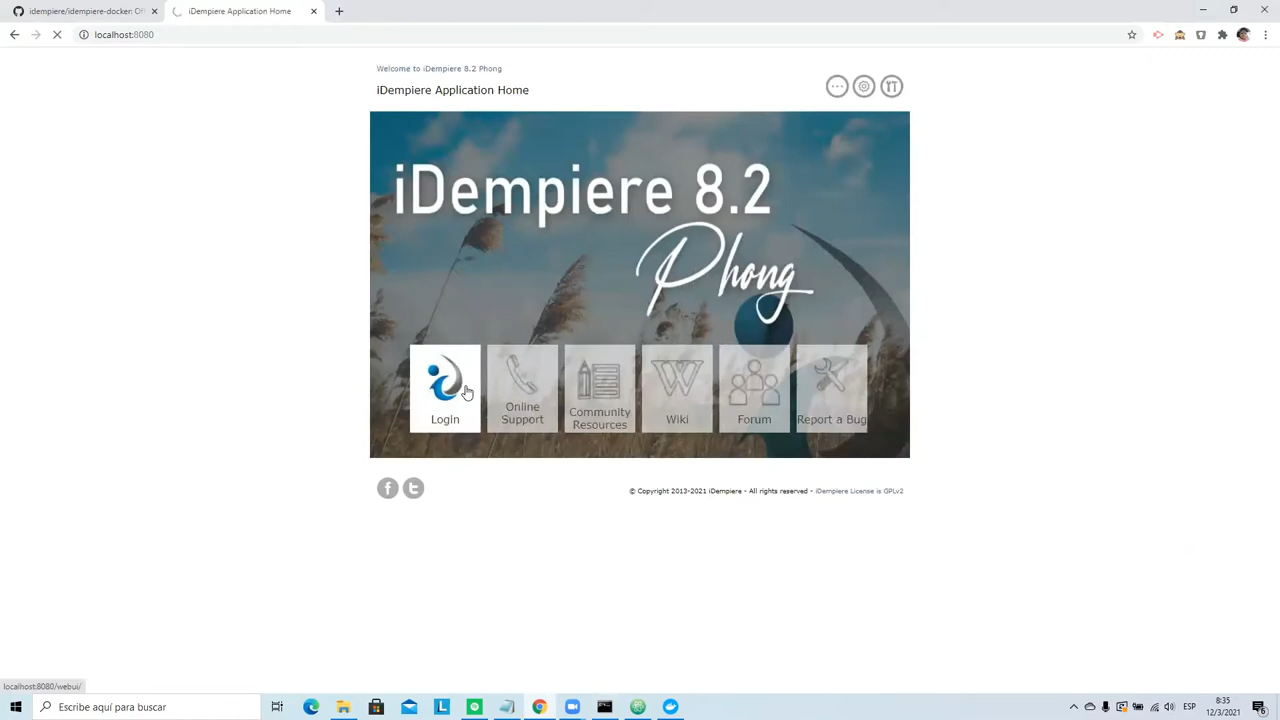 idempiere/idempiere-docker: Of
iDempiere Application Home
localhost:8080
Welcome to iDempiere 8.2 Phong
iDempiere Application Home
iDempiere 8.2
Phong
Login
Online
Support
Community
Resources
Wiki
Forum
Report a Bug
© Copyright 2013-2021 iDempiere - All rights reserved - iDempiere License is GPLv2
localhost:8080/webui/
Escribe aquí para buscar
ESP
8:35
12/3/2021